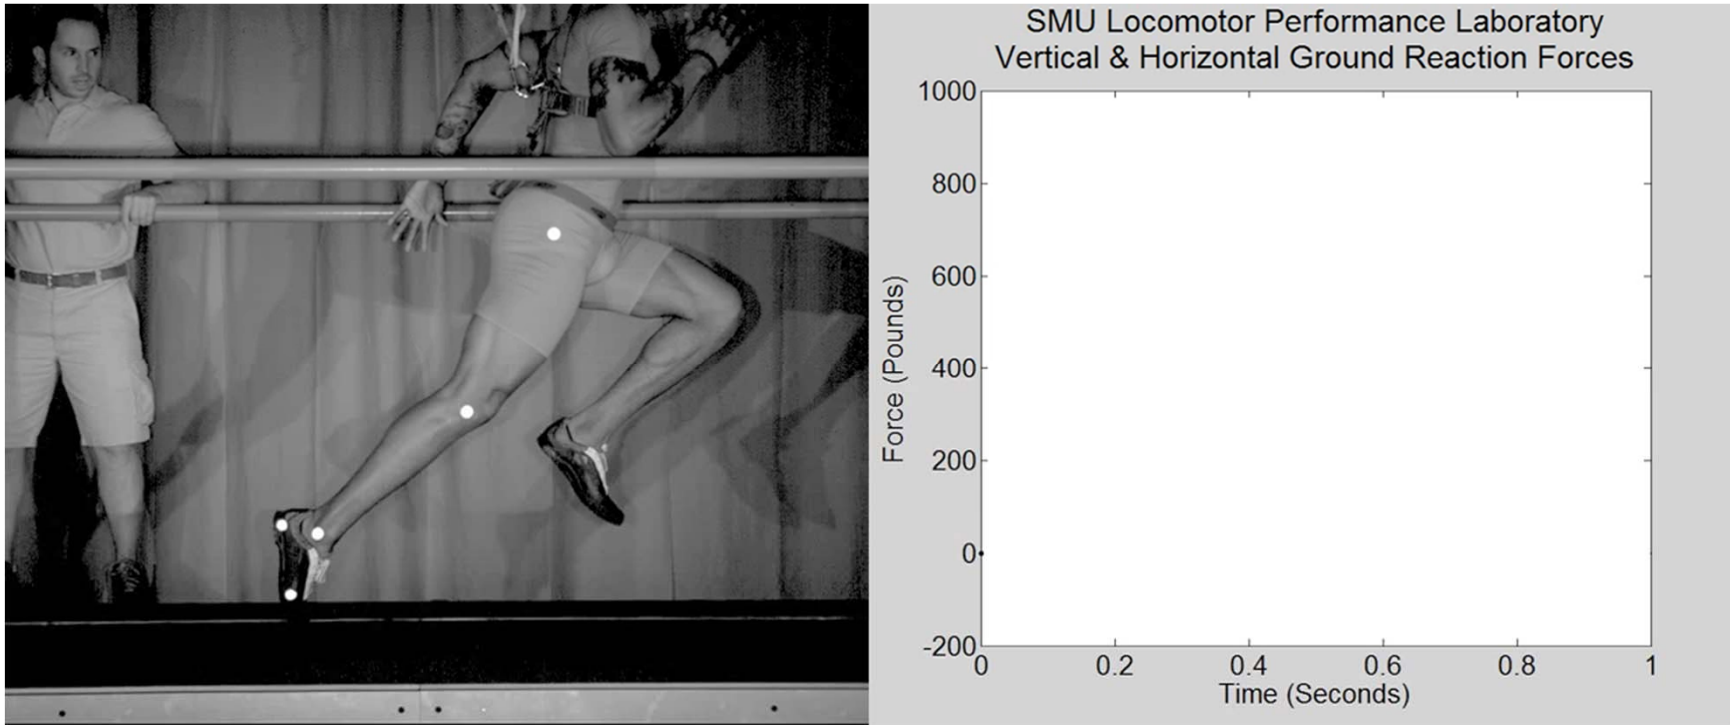 SMU Locomotor Performance Laboratory
Vertical & Horizontal Ground Reaction Forces
1000
800
600
400
200
0
-200
Force (Pounds)
0 0.2 0.4 0.6 0.8 1
Time (Seconds)